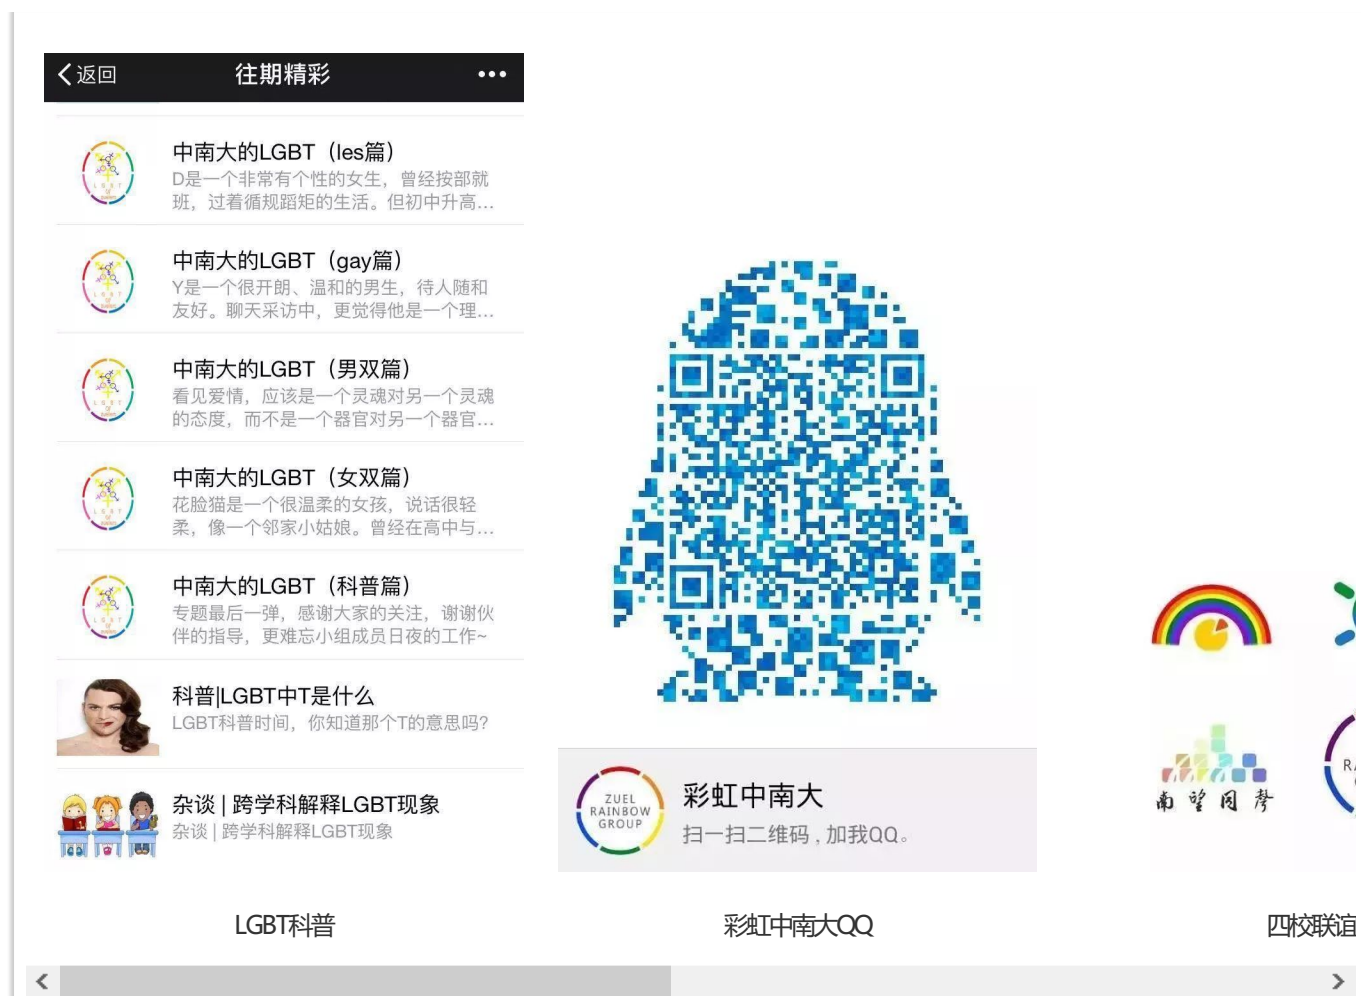 返回
往期精彩
中南大的LGBT（les篇）
D是一个非常有个性的女生，曾经按部就
班，过着循规蹈矩的生活。但初中升高...
中南大的LGBT（gay篇）
Y是一个很开朗、温和的男生，待人随和
友好。聊天采访中，更觉得他是一个理...
中南大的LGBT（男双篇）
看见爱情，应该是一个灵魂对另一个灵魂
的态度，而不是一个器官对另一个器官...
中南大的LGBT（女双篇）
花脸猫是一个很温柔的女孩，说话很轻
柔，像一个邻家小姑娘。曾经在高中与...
中南大的LGBT（科普篇）
专题最后一弹，感谢大家的关注，谢谢伙
伴的指导，更难忘小组成员日夜的工作~
科普|LGBT中T是什么
LGBT科普时间，你知道那个T的意思吗?
杂谈 | 跨学科解释LGBT现象
杂谈 | 跨学科解释LGBT现象
LGBT科普
ZUEL
RAINBOW
GROUP
彩虹中南大
扫一扫二维码，加我QQ。
彩虹中南大QQ
南望同聲
四校联谊